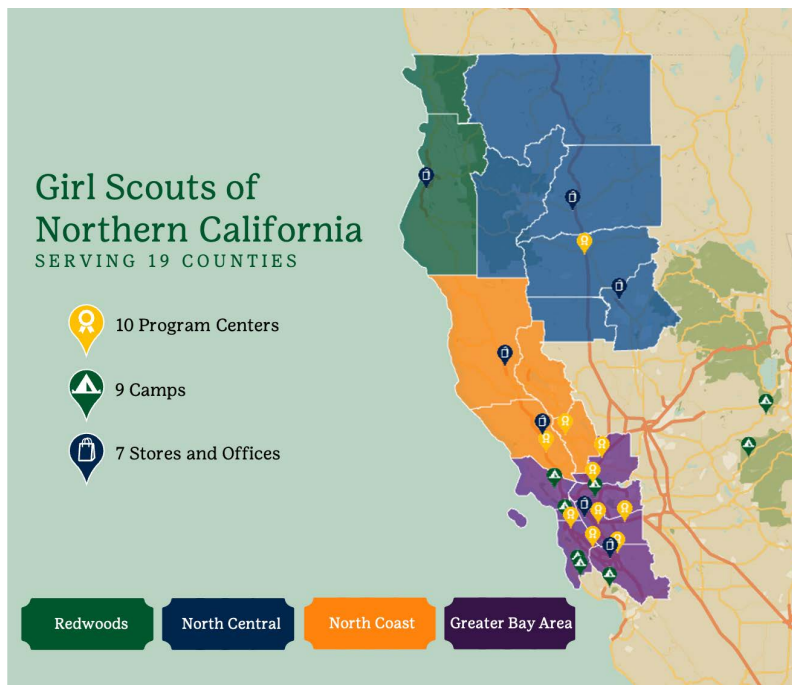 Girl Scouts of
Northern California
SERVING 19 COUNTIES
10 Program Centers
9 Camps
7 Stores and Offices
Redwoods
North Central
North Coast
Greater Bay Area